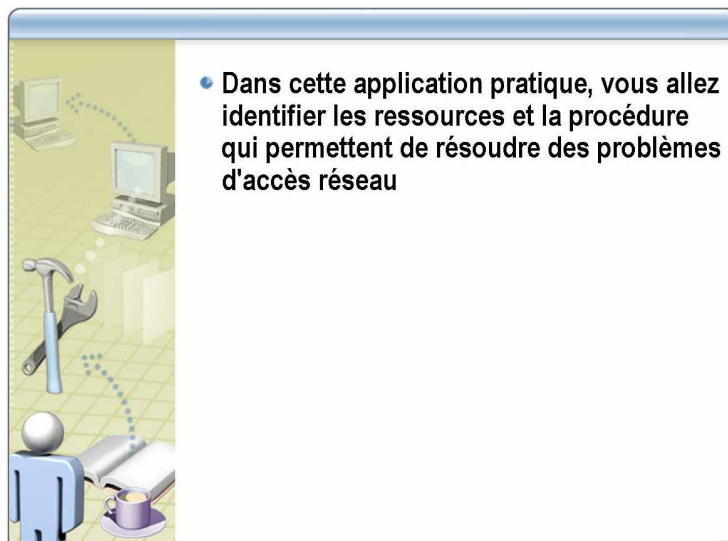 Dans cette application pratique, vous allez
identifier les ressources et la procédure
qui permettent de résoudre des problèmes
d'accès réseau